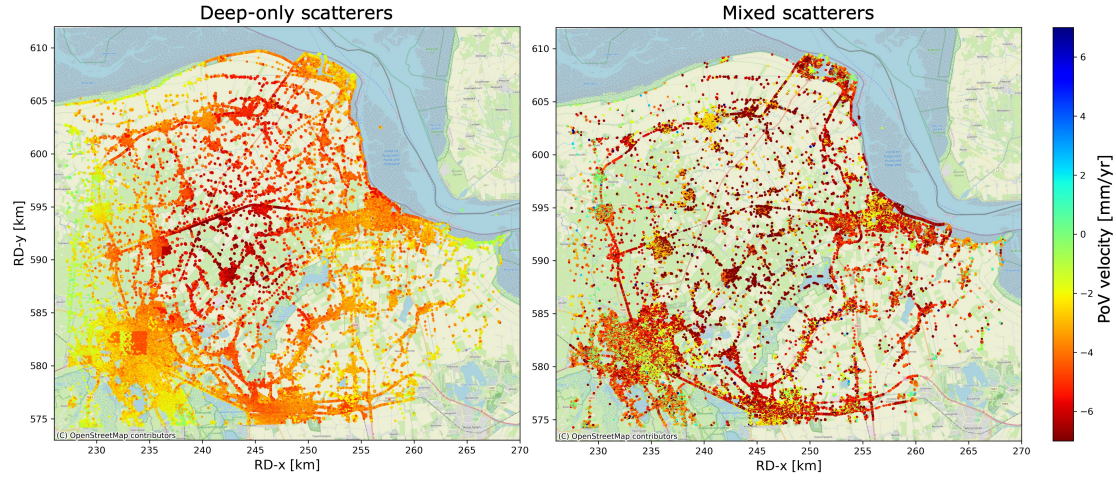 Deep-only scatterers
Mixed scatterers
610
605
600
595
590
585
580
575
RD-y [km]
230 235 240 245 250 255 260 265 270
RD-x [km]
(C) OpenStreetMap contributors
610
605
600
595
590
585
580
575
230 235 240 245 250 255 260 265 270
RD-x [km]
(C) OpenStreetMap contributors
6
4
2
0
−2
−4
−6
PoV velocity [mm/yr]